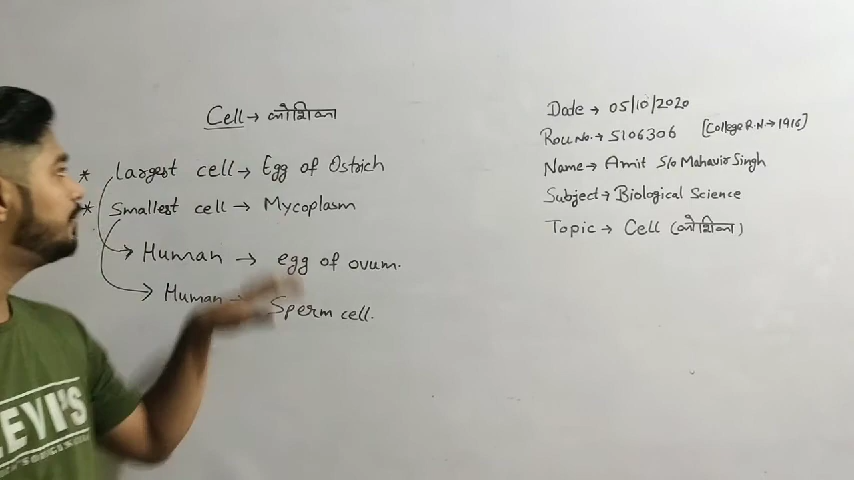 Cell → कोशिका
* largest cell → Egg of Ostrich
* Smallest cell → Mycoplasm
Human → egg of ovum.
Human → Sperm cell.
Date → 05/10/2020
Roll No. → 5106306 [College R.N → 1916]
Name → Amit S/o Mahavir Singh
Subject → Biological Science
Topic → Cell (कोशिका)
LEVI'S